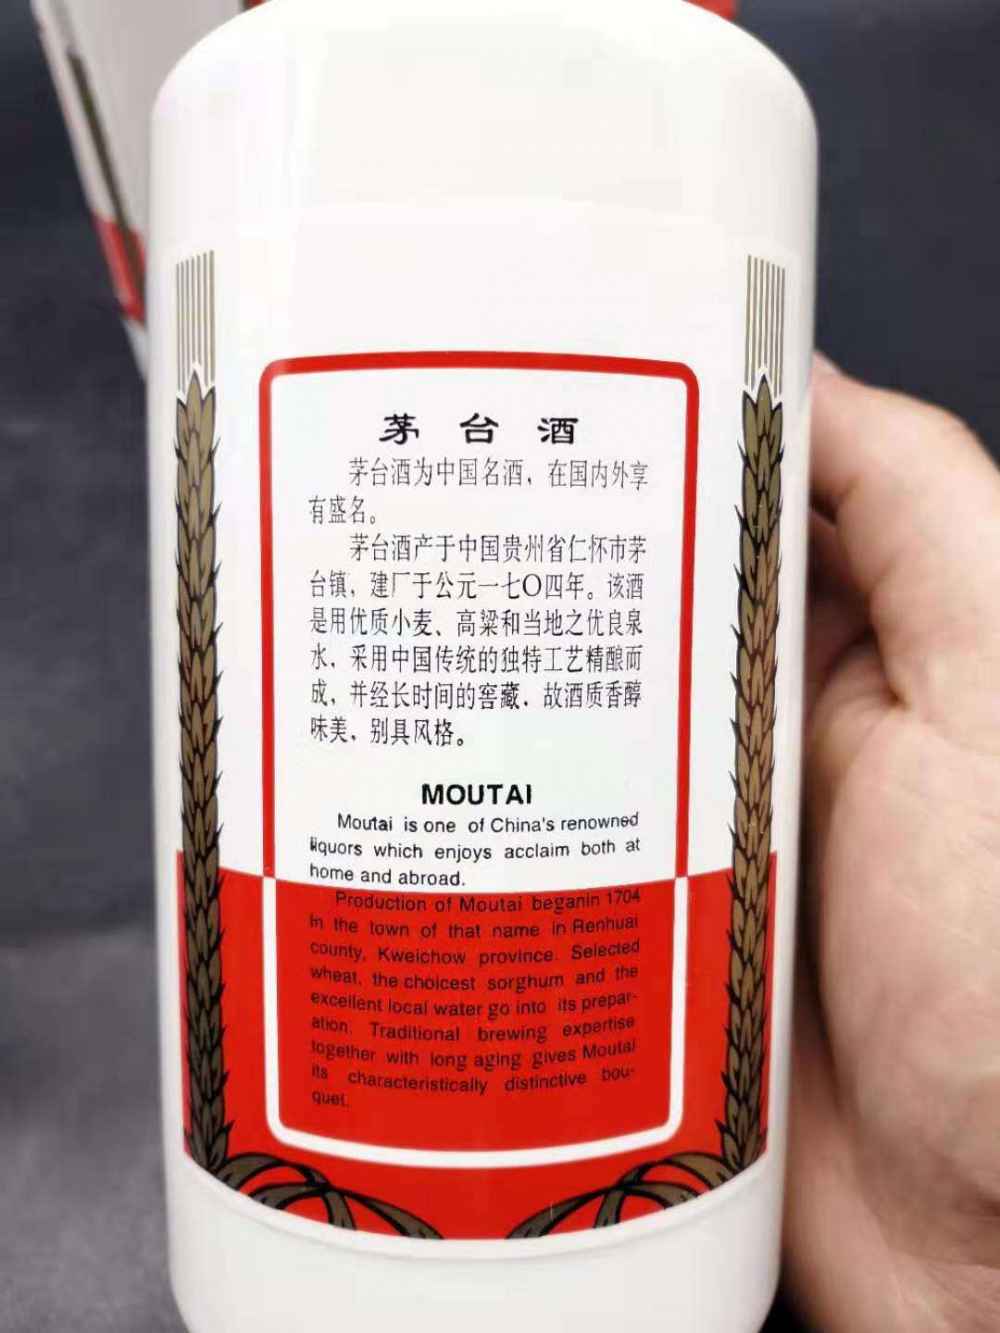 茅台酒
茅台酒为中国名酒，在国内外享
有盛名。
茅台酒产于中国贵州省仁怀市茅
台镇，建厂于公元一七〇四年。该酒
是用优质小麦、高粱和当地之优良泉
水，采用中国传统的独特工艺精酿而
成，并经长时间的窖藏，故酒质香醇
味美，别具风格。
MOUTAI
Moutai is one of China's renowned
liquors which enjoys acclaim both at
home and abroad.
Production of Moutai beganin 1704
in the town of that name in Renhuai
county, Kweichow province. Selected
wheat, the choicest sorghum and the
excellent local water go into its prepar-
ation. Traditional brewing expertise
together with long aging gives Moutai
its characteristically distinctive bou-
quet.